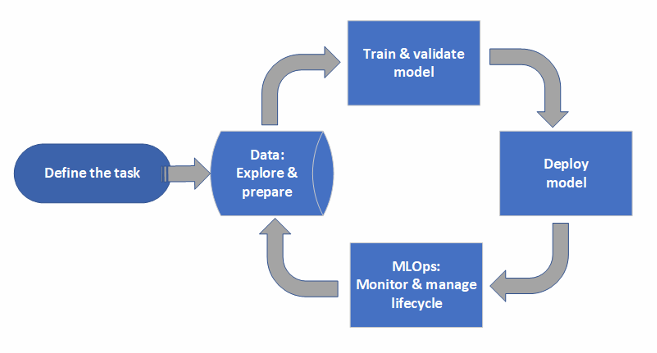 Train & validate
model
Define the task
Data:
Explore &
prepare
Deploy
model
MLOps:
Monitor & manage
lifecycle